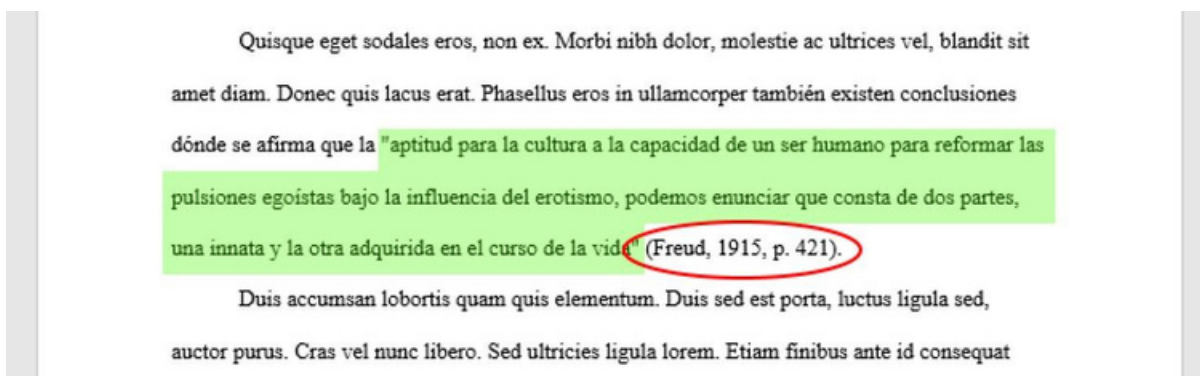 Quisque eget sodales eros, non ex. Morbi nibh dolor, molestie ac ultrices vel, blandit sit
amet diam. Donec quis lacus erat. Phasellus eros in ullamcorper también existen conclusiones
dónde se afirma que la "aptitud para la cultura a la capacidad de un ser humano para reformar las
pulsiones egoístas bajo la influencia del erotismo, podemos enunciar que consta de dos partes,
una innata y la otra adquirida en el curso de la vida" (Freud, 1915, p. 421).
Duis accumsan lobortis quam quis elementum. Duis sed est porta, luctus ligula sed,
auctor purus. Cras vel nunc libero. Sed ultricies ligula lorem. Etiam finibus ante id consequat